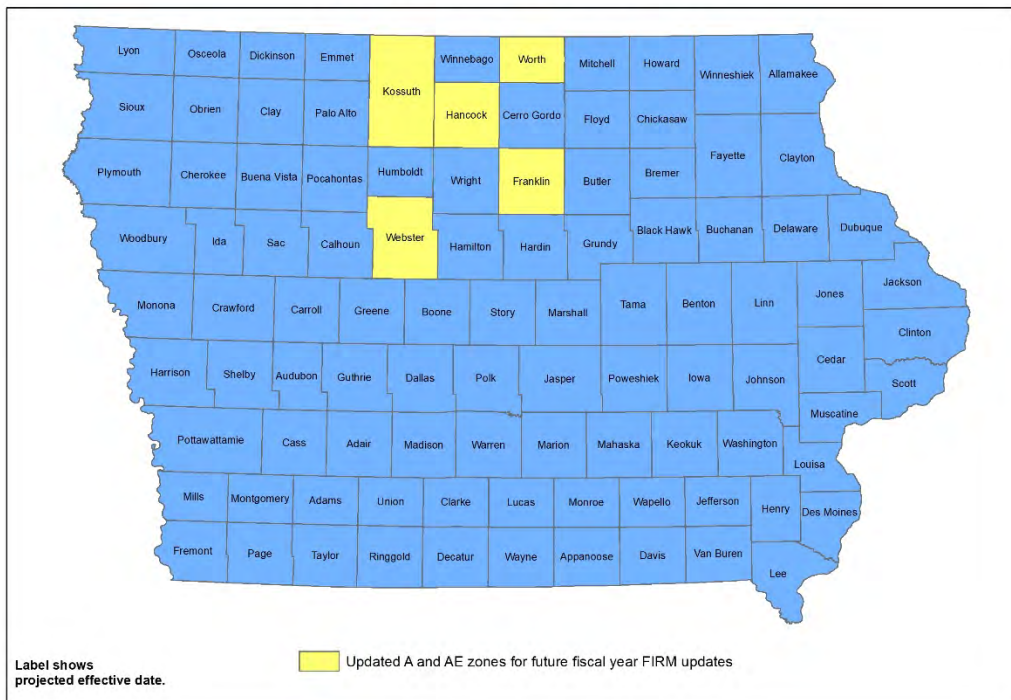 Lyon Osceola Dickinson Emmet Winnebago Worth Mitchell Howard Winneshiek Allamakee
Kossuth
Sioux Obrien Clay Palo Alto Hancock Cerro Gordo Floyd Chickasaw
Fayette Clayton
Plymouth Cherokee Buena Vista Pocahontas Humboldt Wright Franklin Butler Bremer
Woodbury Ida Sac Calhoun Webster Hamilton Hardin Grundy Black Hawk Buchanan Delaware Dubuque
Monona Crawford Carroll Greene Boone Story Marshall Tama Benton Linn Jones Jackson
Clinton
Harrison Shelby Audubon Guthrie Dallas Polk Jasper Poweshiek Iowa Johnson Cedar Scott
Muscatine
Pottawattamie Cass Adair Madison Warren Marion Mahaska Keokuk Washington
Louisa
Mills Montgomery Adams Union Clarke Lucas Monroe Wapello Jefferson Henry Des Moines
Fremont Page Taylor Ringgold Decatur Wayne Appanoose Davis Van Buren Lee
Label shows
projected effective date.
Updated A and AE zones for future fiscal year FIRM updates